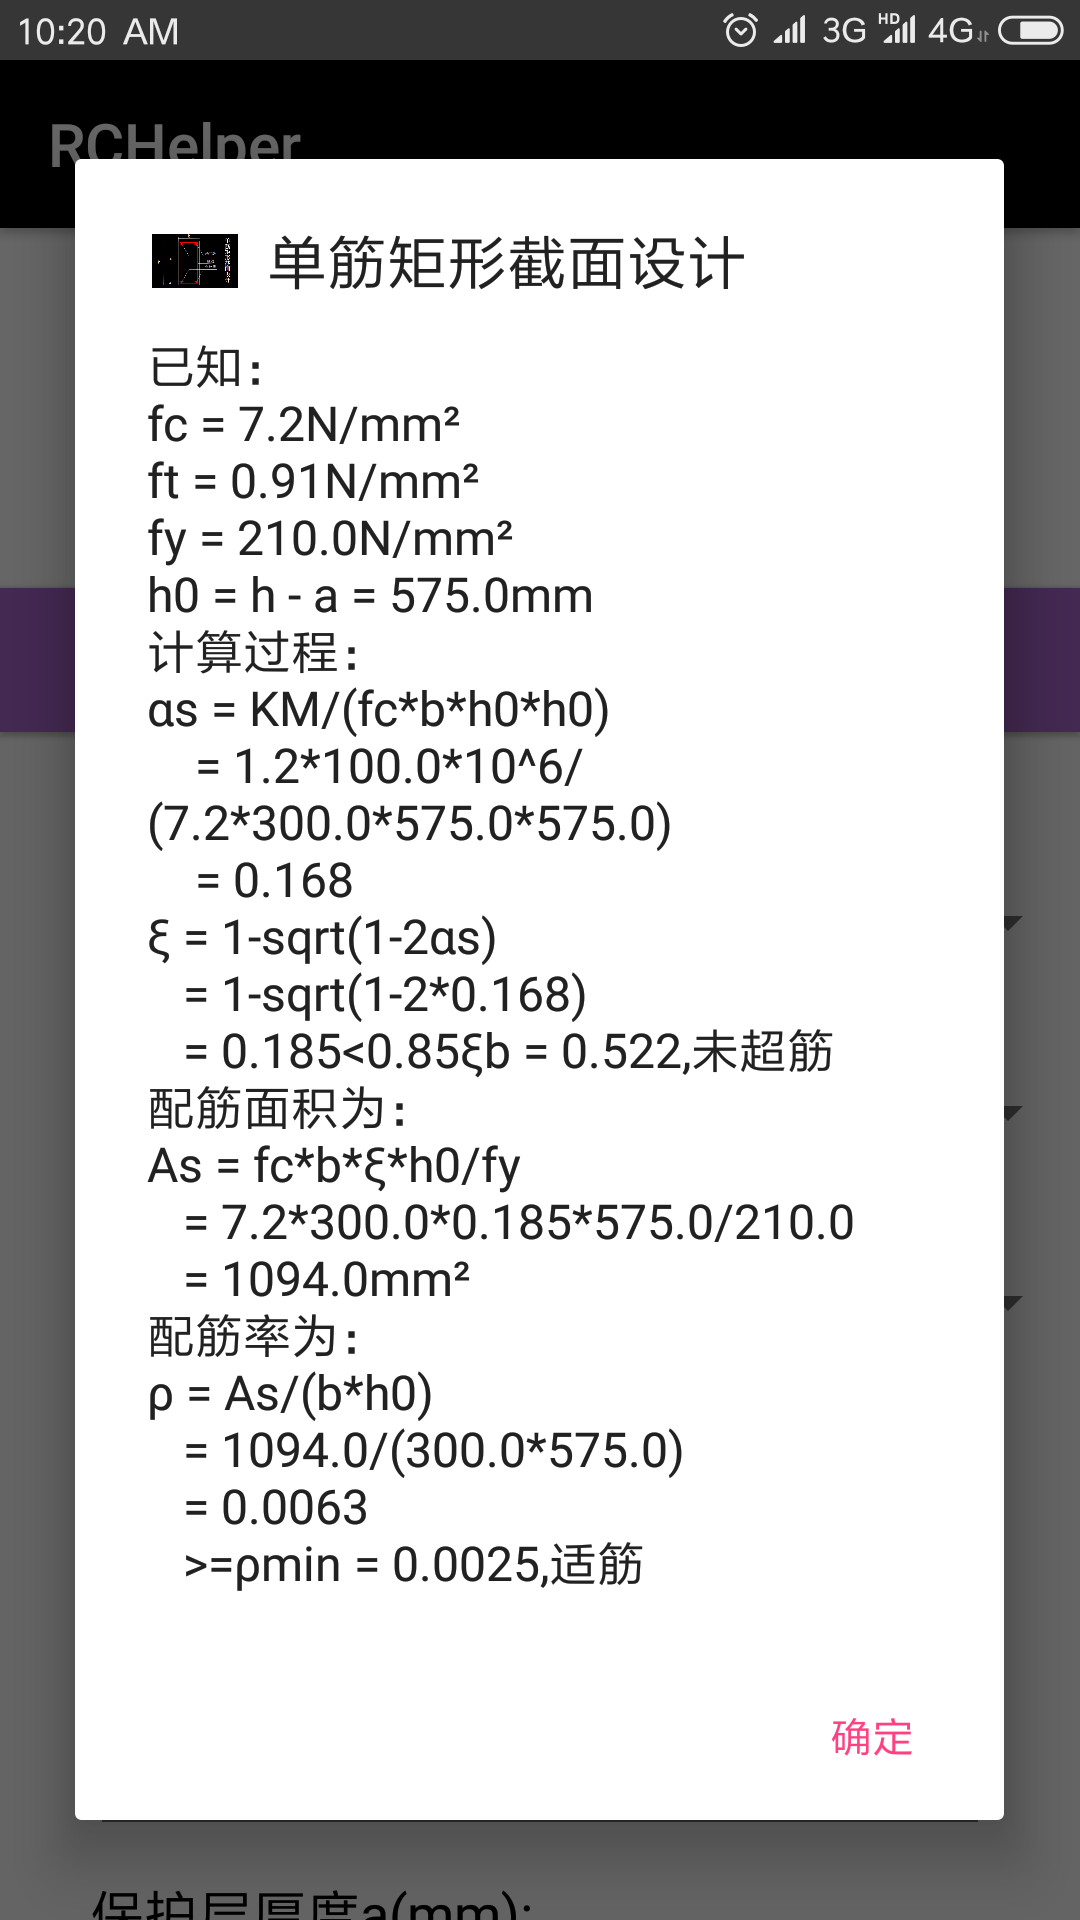 10:20 AM
3G HD 4G
RCHelper
单筋矩形截面设计
已知：
fc = 7.2N/mm²
ft = 0.91N/mm²
fy = 210.0N/mm²
h0 = h - a = 575.0mm
计算过程：
αs = KM/(fc*b*h0*h0)
= 1.2*100.0*10^6/
(7.2*300.0*575.0*575.0)
= 0.168
ξ = 1-sqrt(1-2αs)
= 1-sqrt(1-2*0.168)
= 0.185<0.85ξb = 0.522,未超筋
配筋面积为：
As = fc*b*ξ*h0/fy
= 7.2*300.0*0.185*575.0/210.0
= 1094.0mm²
配筋率为：
ρ = As/(b*h0)
= 1094.0/(300.0*575.0)
= 0.0063
>=ρmin = 0.0025,适筋
确定
保护层厚度a(mm):